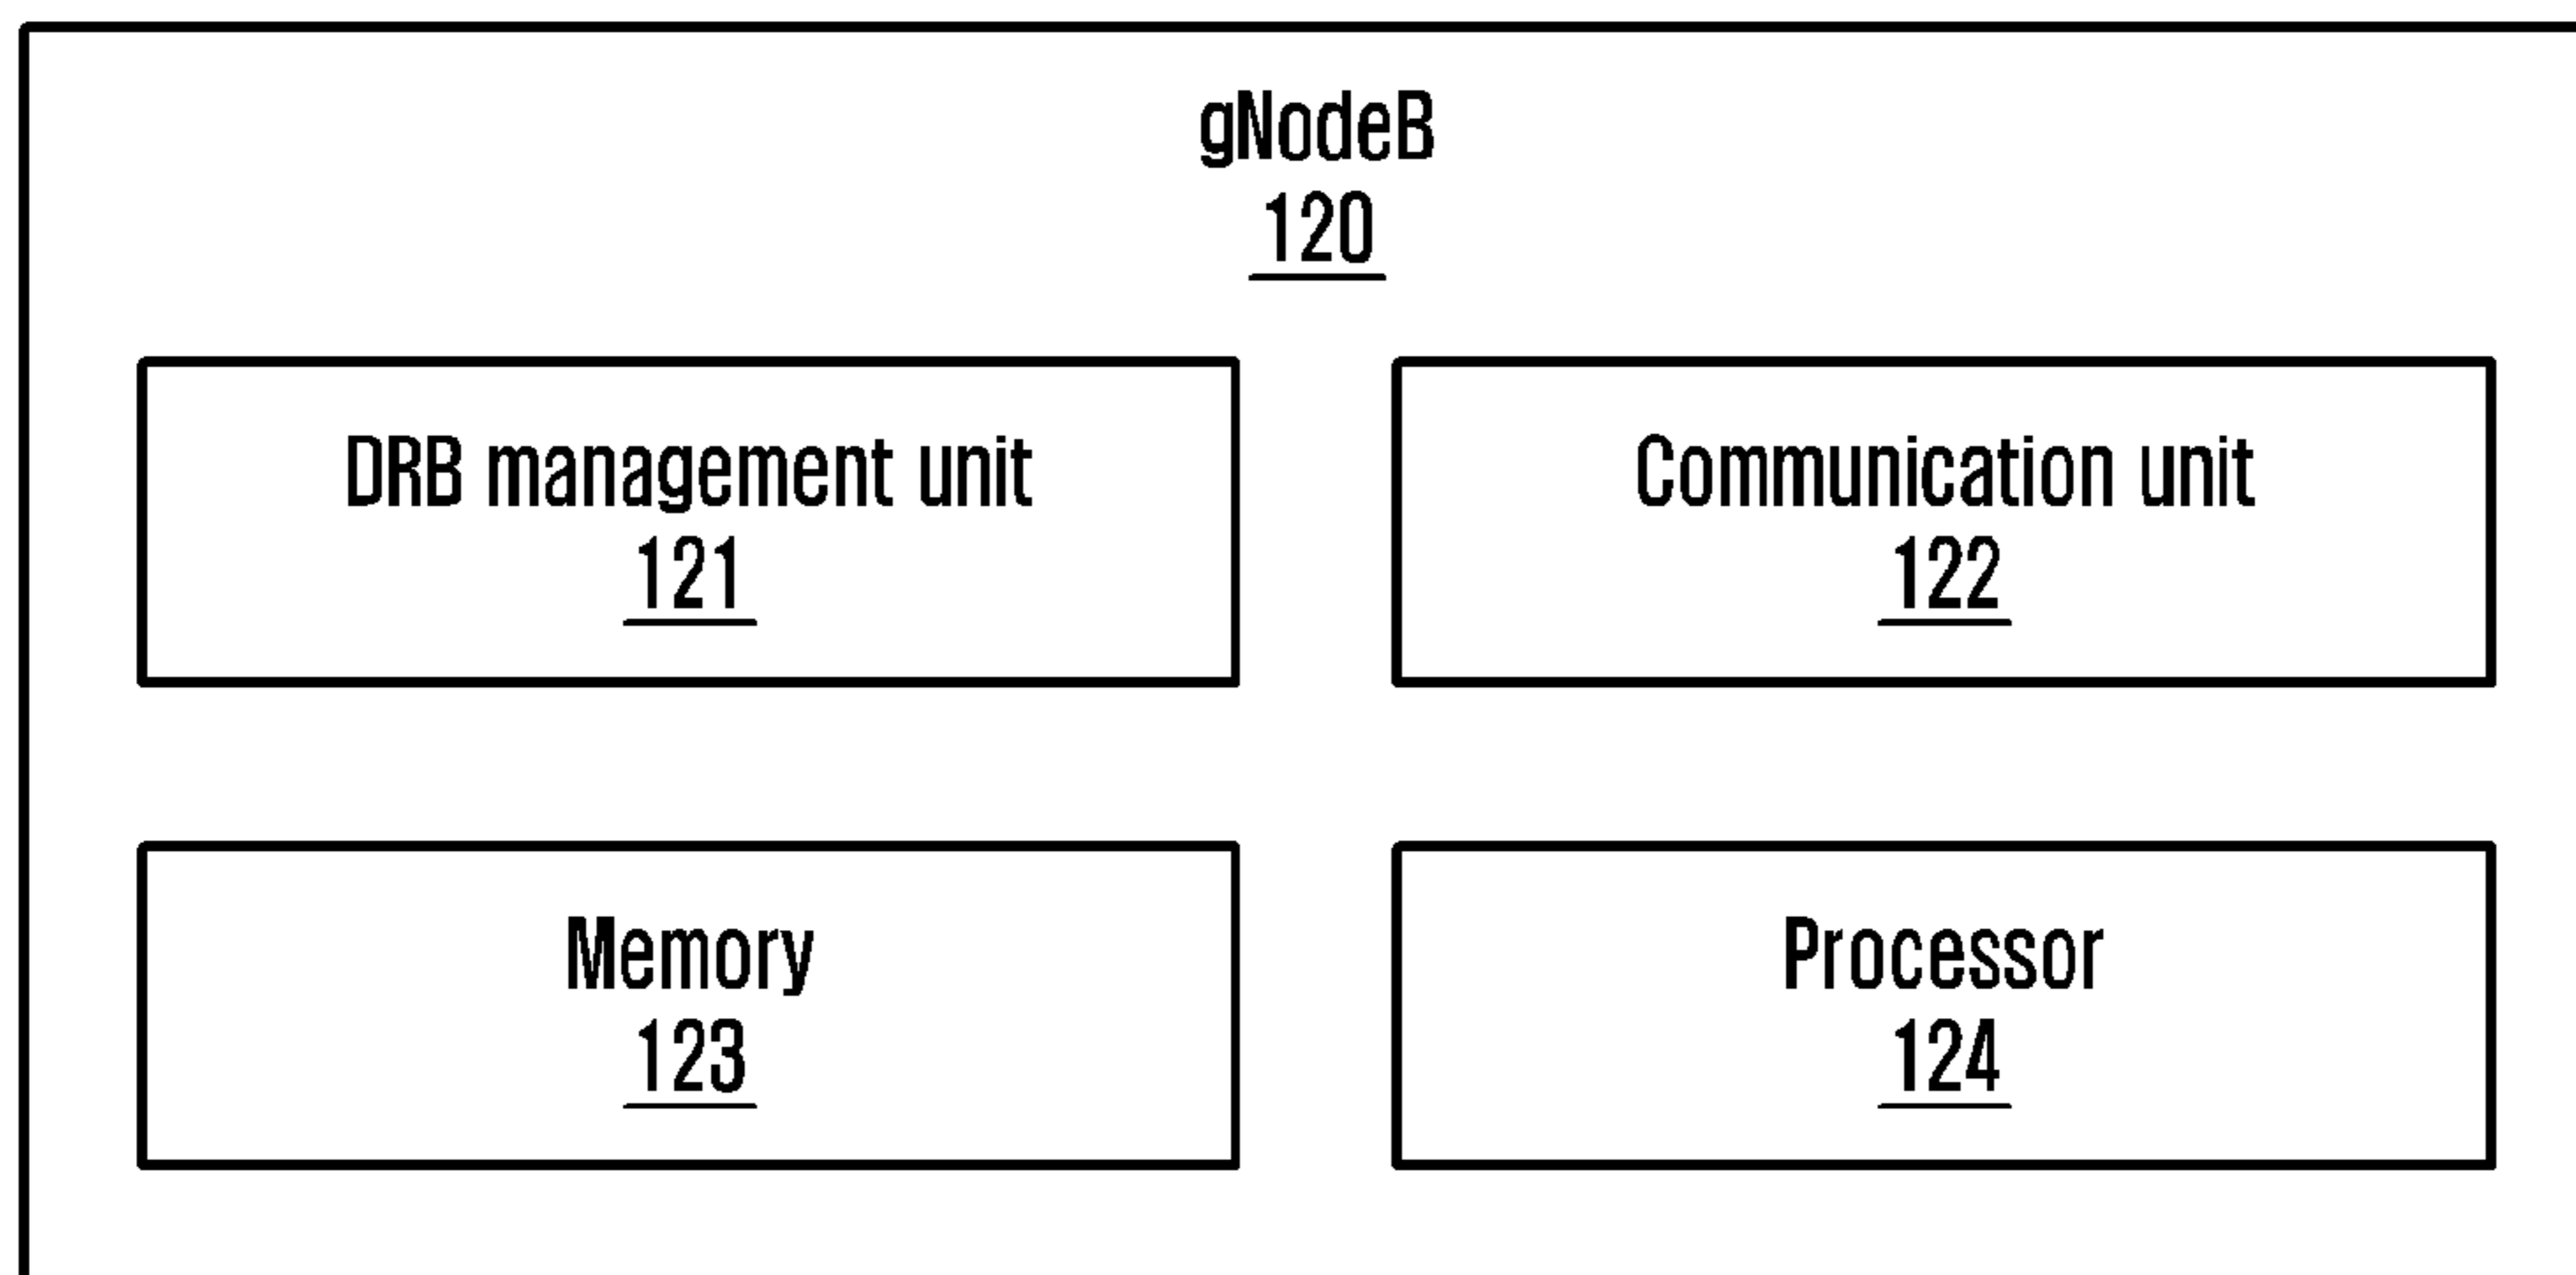 gNodeB
120
DRB management unit
121
Communication unit
122
Memory
123
Processor
124